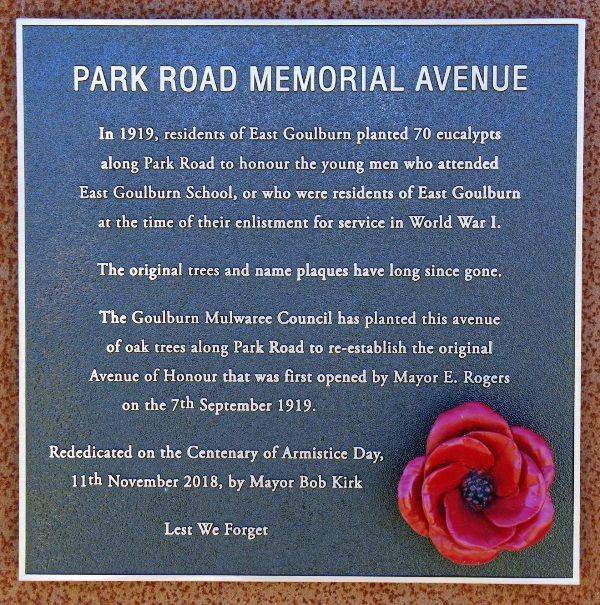 PARK ROAD MEMORIAL AVENUE
In 1919, residents of East Goulburn planted 70 eucalypts
along Park Road to honour the young men who attended
East Goulburn School, or who were residents of East Goulburn
at the time of their enlistment for service in World War I.
The original trees and name plaques have long since gone.
The Goulburn Mulwaree Council has planted this avenue
of oak trees along Park Road to re-establish the original
Avenue of Honour that was first opened by Mayor E. Rogers
on the 7th September 1919.
Rededicated on the Centenary of Armistice Day,
11th November 2018, by Mayor Bob Kirk
Lest We Forget